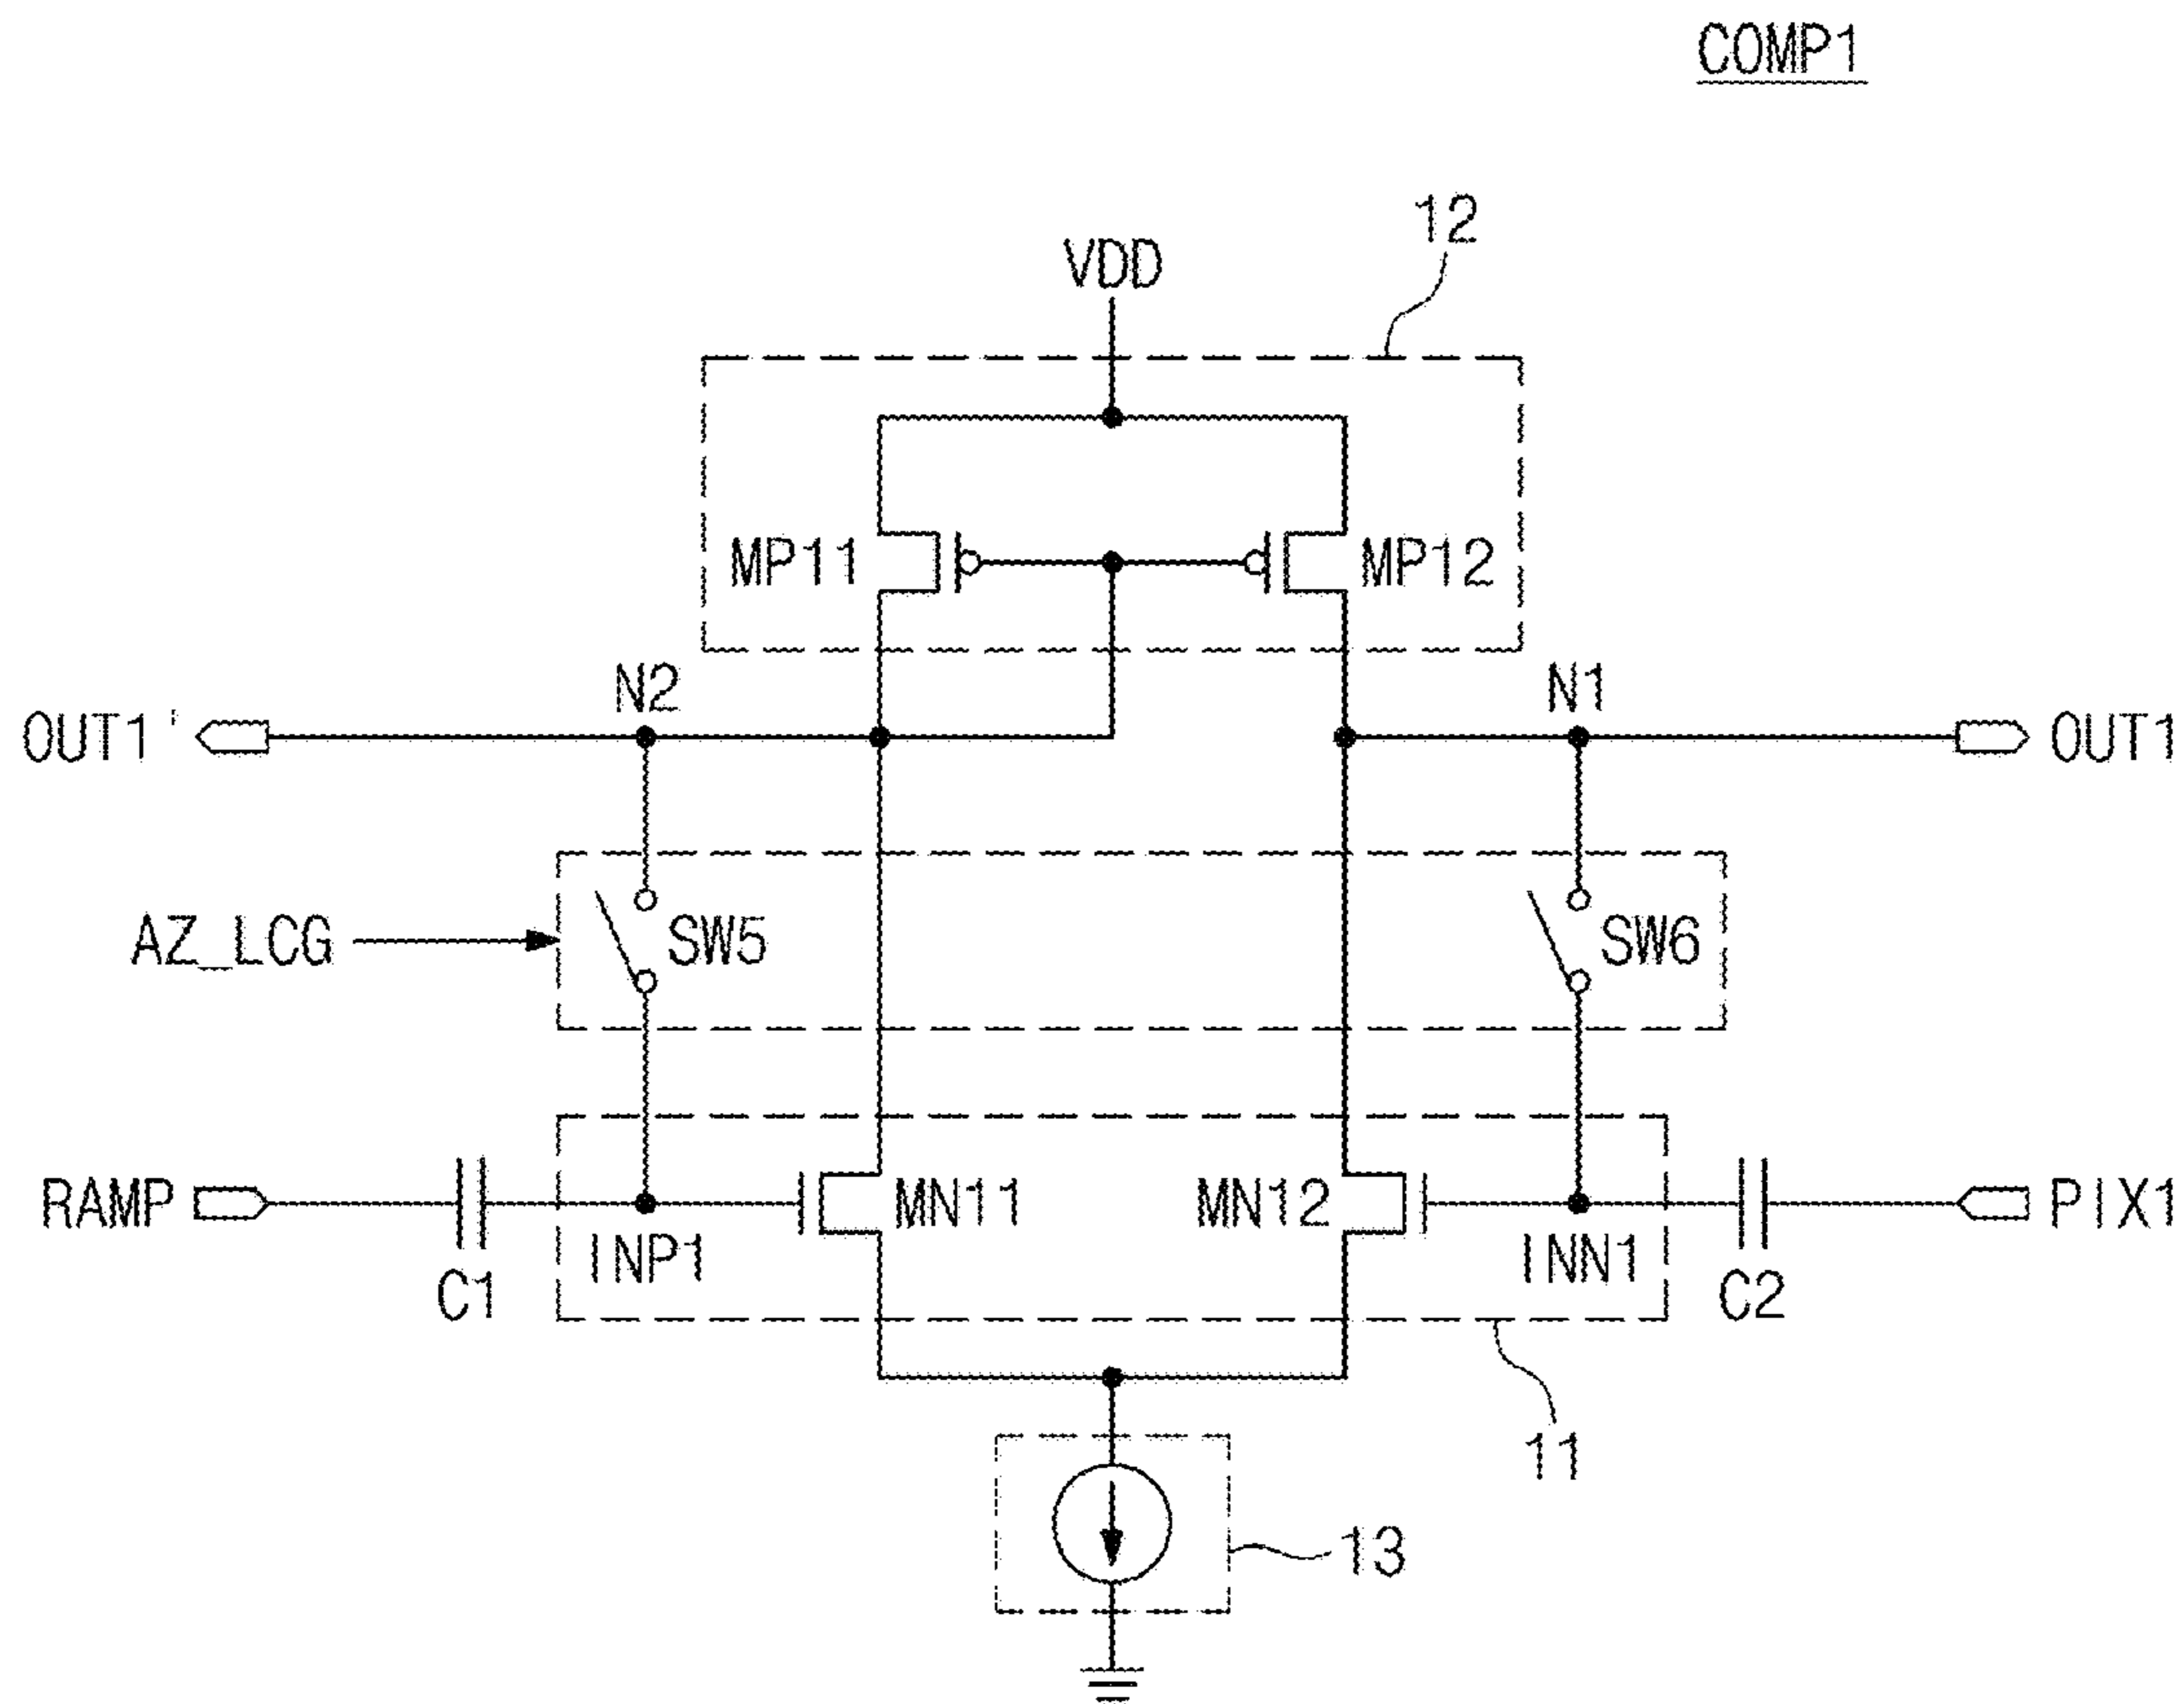 COMP1
12
VDD
MP11
MP12
N2
N1
OUT1'
OUT1
AZ_LCG
SW5
SW6
RAMP
MN11
MN12
PIX1
INP1
INN1
C1
C2
11
13